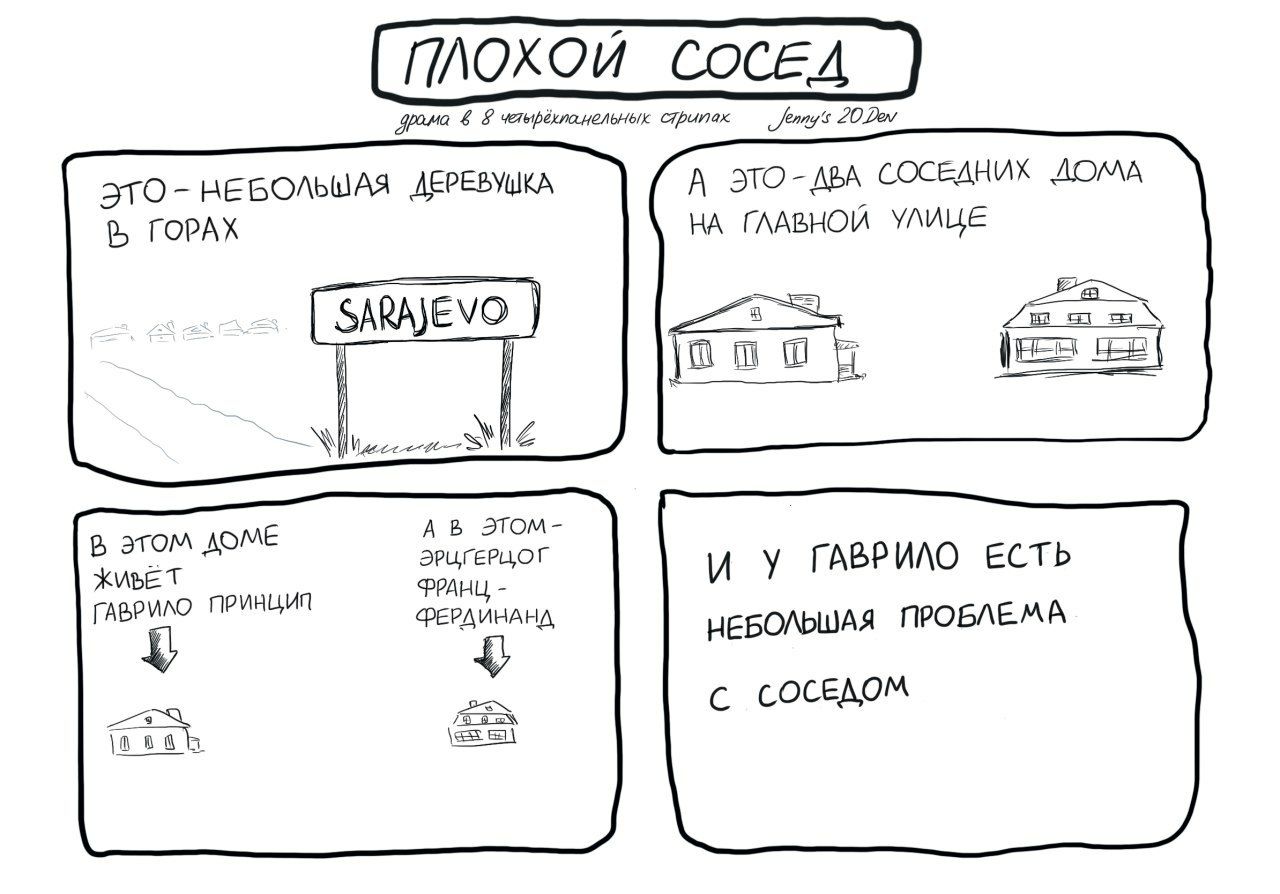 ПЛОХОЙ СОСЕД
драма в 8 четырёхпанельных стрипах Jenny's 20 Dev
ЭТО - НЕБОЛЬШАЯ ДЕРЕВУШКА
В ГОРАХ
SARAJEVO
А ЭТО - ДВА СОСЕДНИХ ДОМА
НА ГЛАВНОЙ УЛИЦЕ
В ЭТОМ ДОМЕ
ЖИВЁТ
ГАВРИЛО ПРИНЦИП
А В ЭТОМ -
ЭРЦГЕРЦОГ
ФРАНЦ -
ФЕРДИНАНД
И У ГАВРИЛО ЕСТЬ
НЕБОЛЬШАЯ ПРОБЛЕМА
С СОСЕДОМ